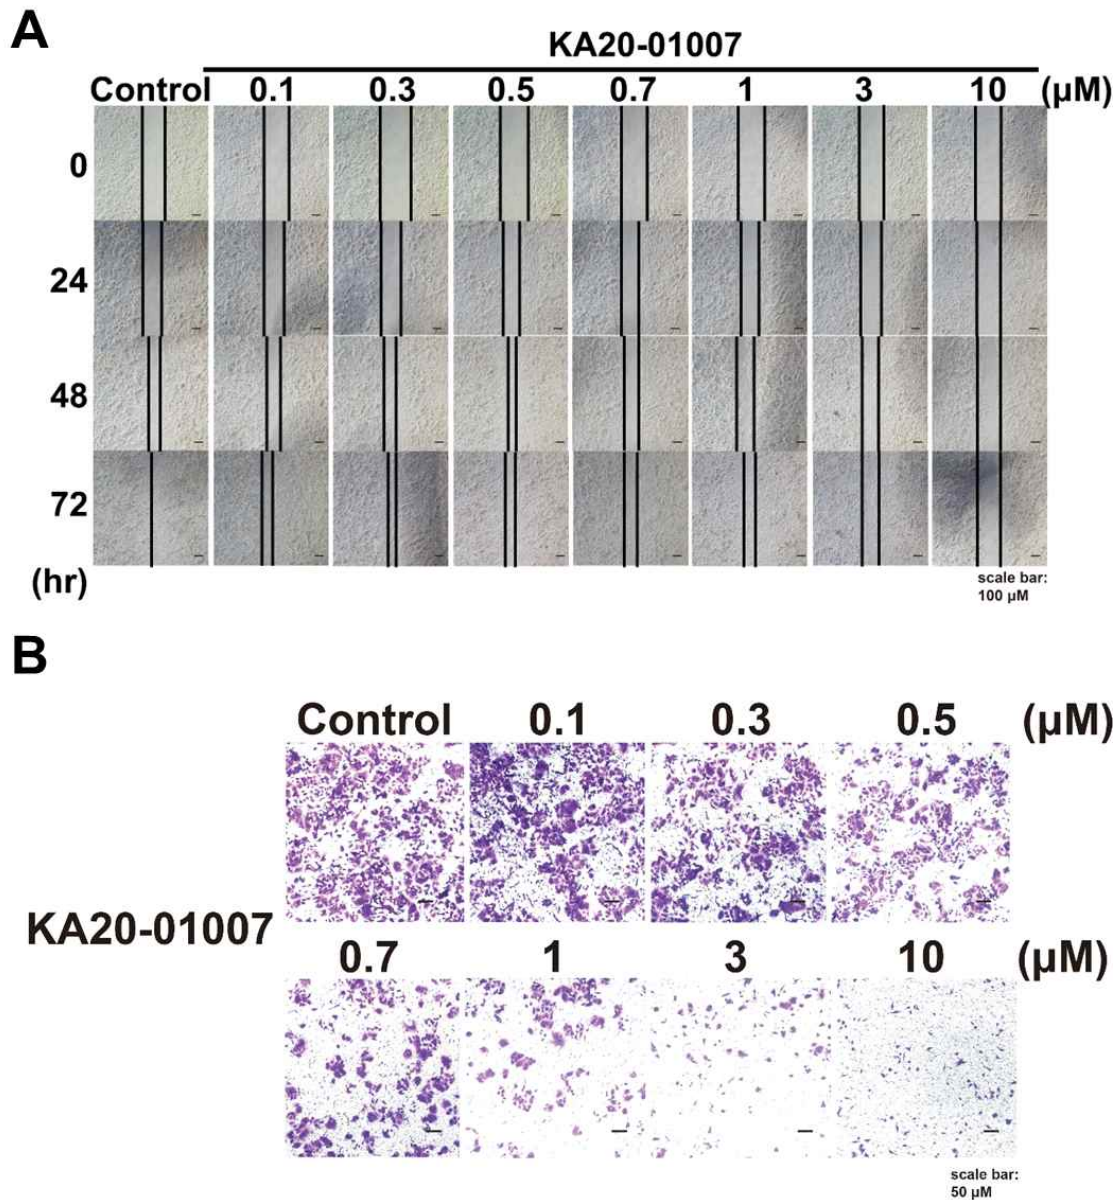 A
KA20-01007
Control 0.1 0.3 0.5 0.7 1 3 10 (µM)
0
24
48
72
(hr)
scale bar:
100 µM
B
Control 0.1 0.3 0.5 (µM)
KA20-01007
0.7 1 3 10 (µM)
scale bar:
50 µM